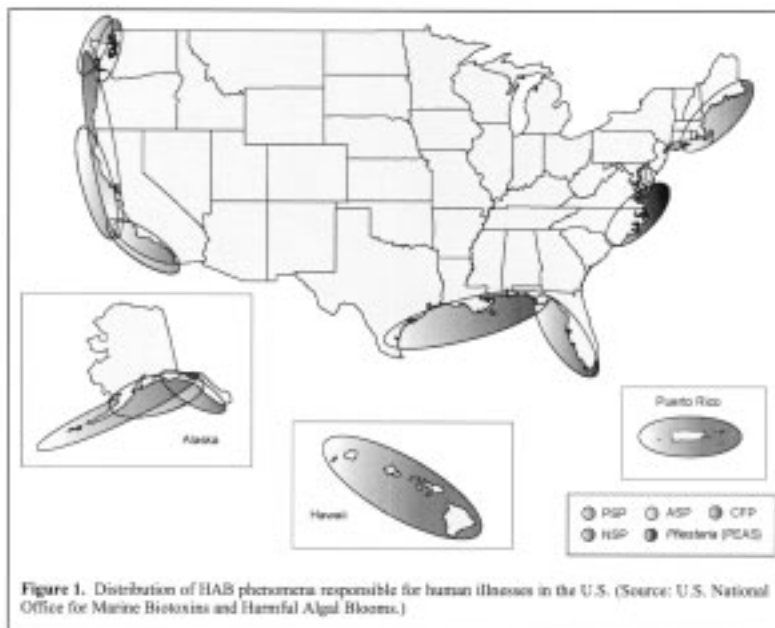 Alaska
Hawaii
Puerto Rico
PSP ASP CFP
NSP Pfiesteria (PEAS)
Figure 1. Distribution of HAB phenomena responsible for human illnesses in the U.S. (Source: U.S. National
Office for Marine Biotoxins and Harmful Algal Blooms.)